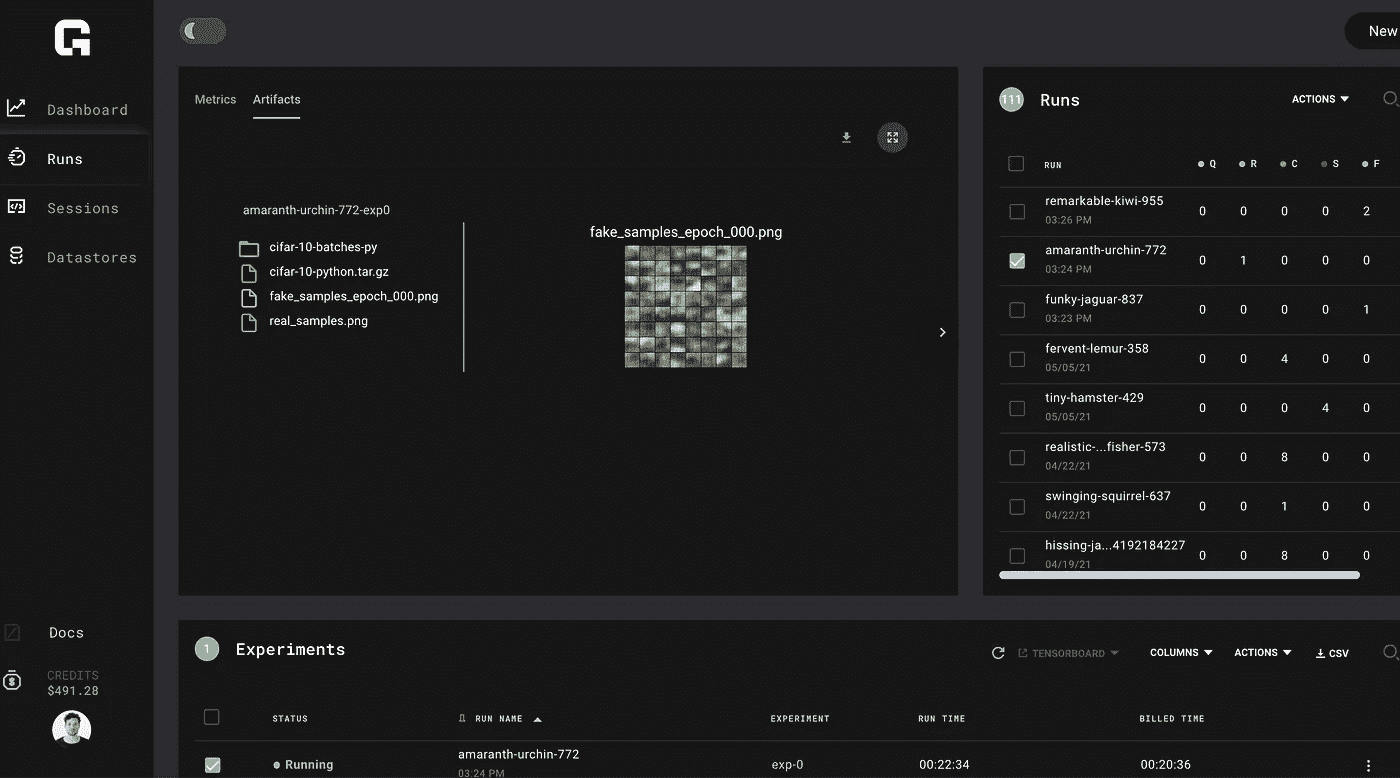 Dashboard
Runs
Sessions
Datastores
Docs
CREDITS
$491.28
New
Metrics
Artifacts
amaranth-urchin-772-exp0
cifar-10-batches-py
cifar-10-python.tar.gz
fake_samples_epoch_000.png
real_samples.png
fake_samples_epoch_000.png
111 Runs
ACTIONS
RUN Q R C S F
remarkable-kiwi-955
03:26 PM
0 0 0 0 2
amaranth-urchin-772
03:24 PM
0 1 0 0 0
funky-jaguar-837
03:23 PM
0 0 0 0 1
fervent-lemur-358
05/05/21
0 0 4 0 0
tiny-hamster-429
05/05/21
0 0 0 4 0
realistic-...fisher-573
04/22/21
0 0 8 0 0
swinging-squirrel-637
04/22/21
0 0 1 0 0
hissing-ja...4192184227
04/19/21
0 0 8 0 0
1 Experiments
TENSORBOARD
COLUMNS
ACTIONS
CSV
STATUS RUN NAME EXPERIMENT RUN TIME BILLED TIME
Running
amaranth-urchin-772
03:24 PM
exp-0
00:22:34
00:20:36